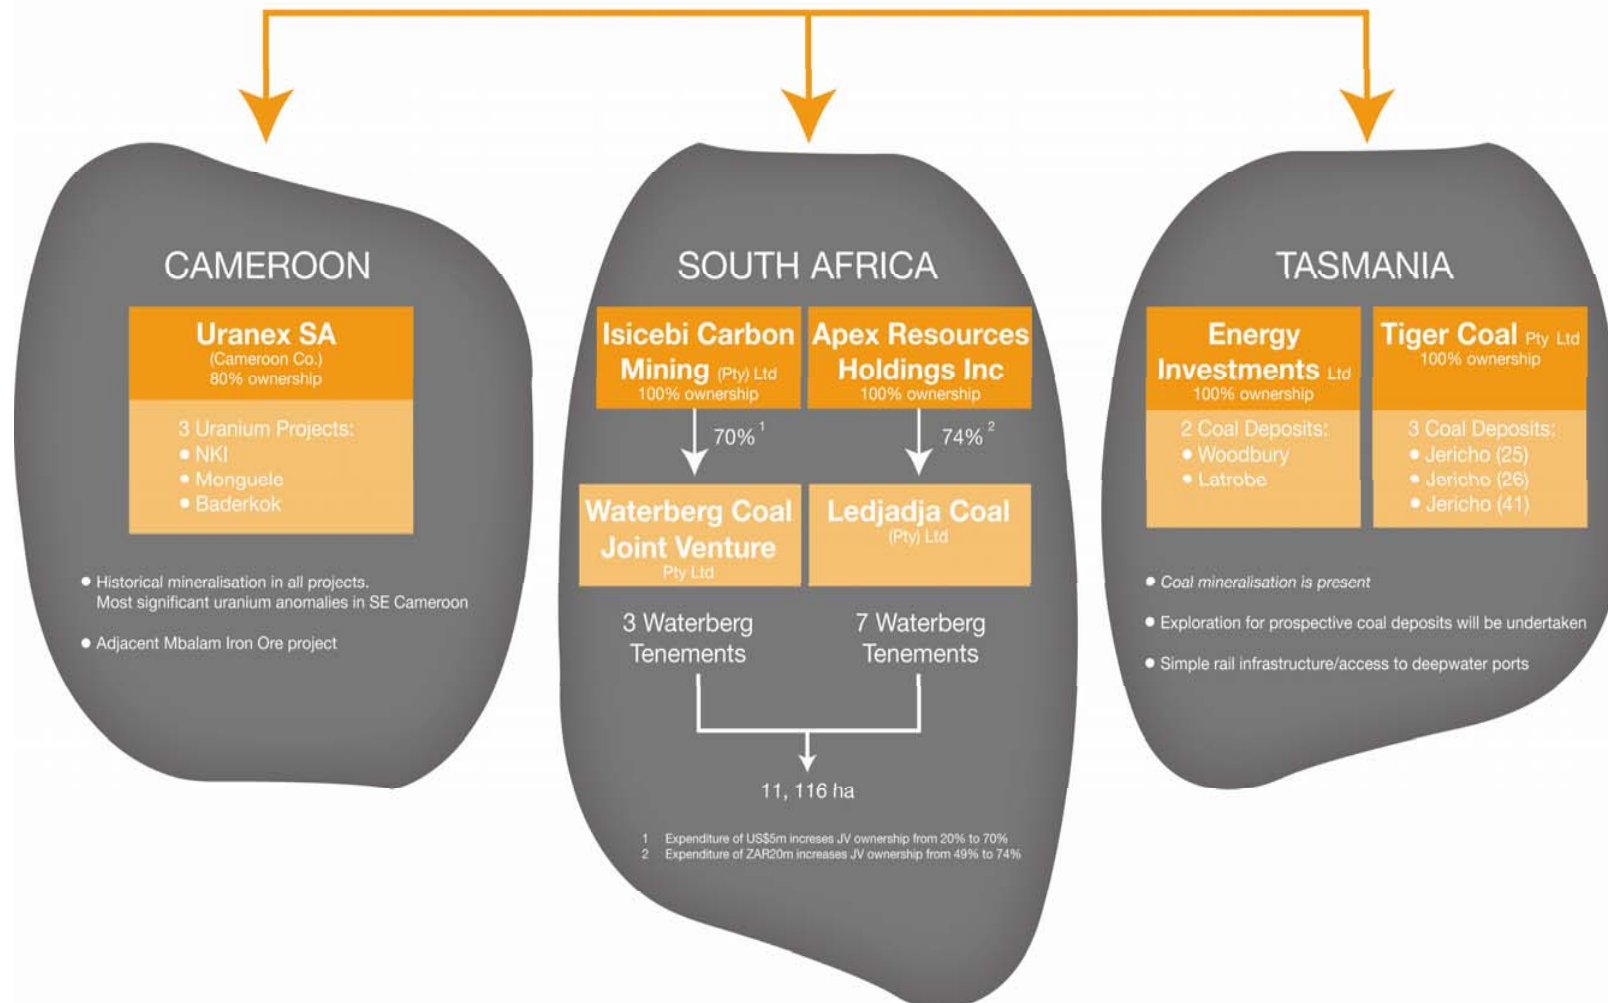 CAMEROON
Uranex SA
(Cameroon Co.)
80% ownership
3 Uranium Projects:
● NKI
● Monguele
● Baderkok
● Historical mineralisation in all projects.
Most significant uranium anomalies in SE Cameroon
● Adjacent Mbalam Iron Ore project
SOUTH AFRICA
Isicebi Carbon
Mining (Pty) Ltd
100% ownership
70% 1
Waterberg Coal
Joint Venture
Pty Ltd
3 Waterberg
Tenements
Apex Resources
Holdings Inc
100% ownership
74% 2
Ledjadja Coal
(Pty) Ltd
7 Waterberg
Tenements
11, 116 ha
1 Expenditure of US$5m increses JV ownership from 20% to 70%
2 Expenditure of ZAR20m increases JV ownership from 49% to 74%
TASMANIA
Energy
Investments Ltd
100% ownership
2 Coal Deposits:
● Woodbury
● Latrobe
Tiger Coal Pty Ltd
100% ownership
3 Coal Deposits:
● Jericho (25)
● Jericho (26)
● Jericho (41)
● Coal mineralisation is present
● Exploration for prospective coal deposits will be undertaken
● Simple rail infrastructure/access to deepwater ports